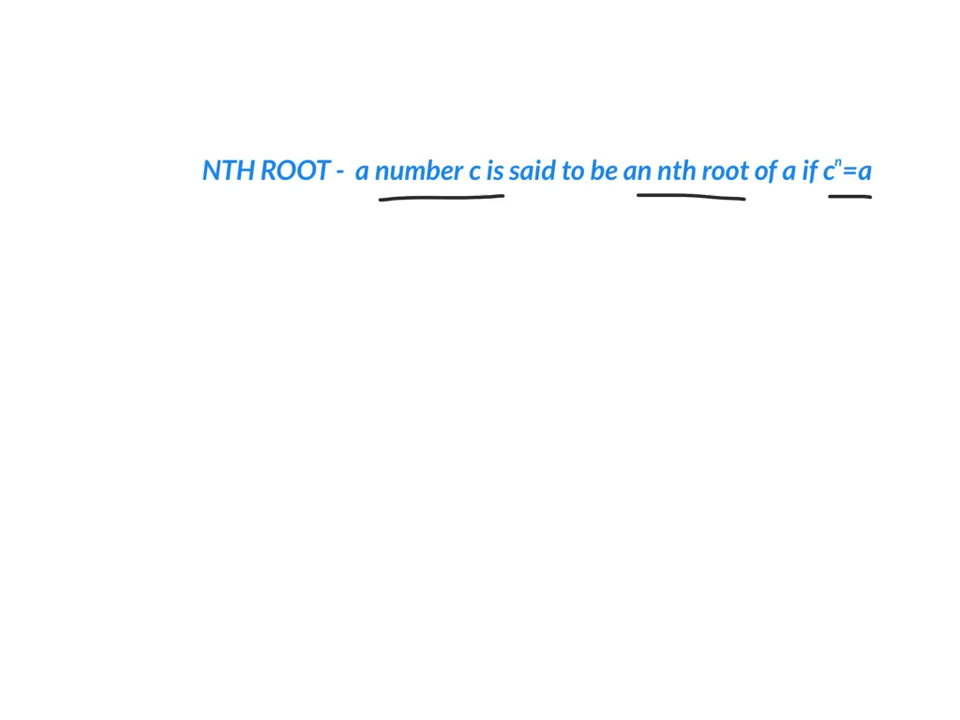 NTH ROOT - a number c is said to be an nth root of a if cⁿ=a